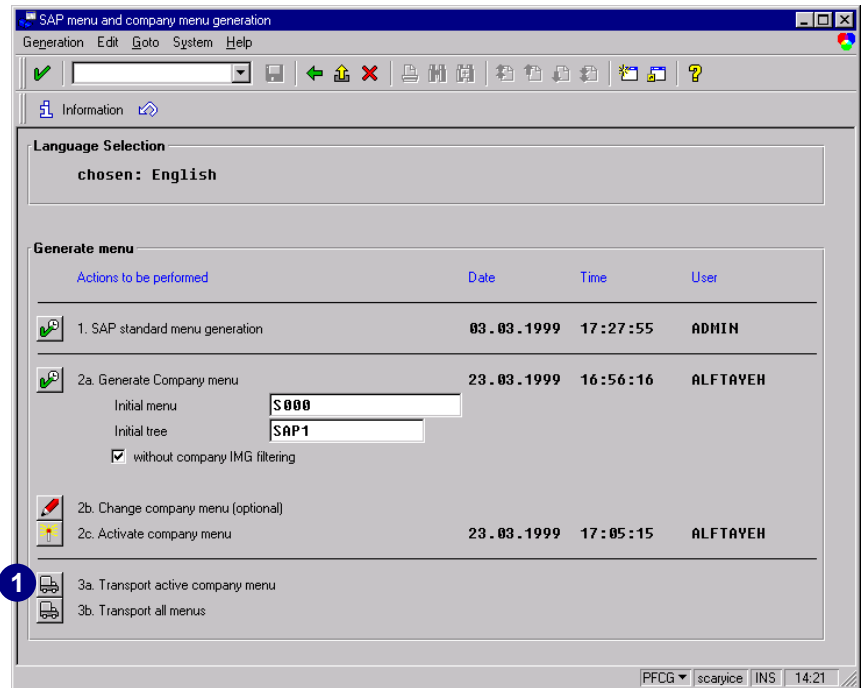 SAP menu and company menu generation
Generation Edit Goto System Help
Information
Language Selection
chosen: English
Generate menu
Actions to be performed Date Time User
1. SAP standard menu generation 03.03.1999 17:27:55 ADMIN
2a. Generate Company menu 23.03.1999 16:56:16 ALFTAYEH
Initial menu S000
Initial tree SAP1
without company IMG filtering
2b. Change company menu (optional)
2c. Activate company menu 23.03.1999 17:05:15 ALFTAYEH
1 3a. Transport active company menu
3b. Transport all menus
PFCG scaryice INS 14:21